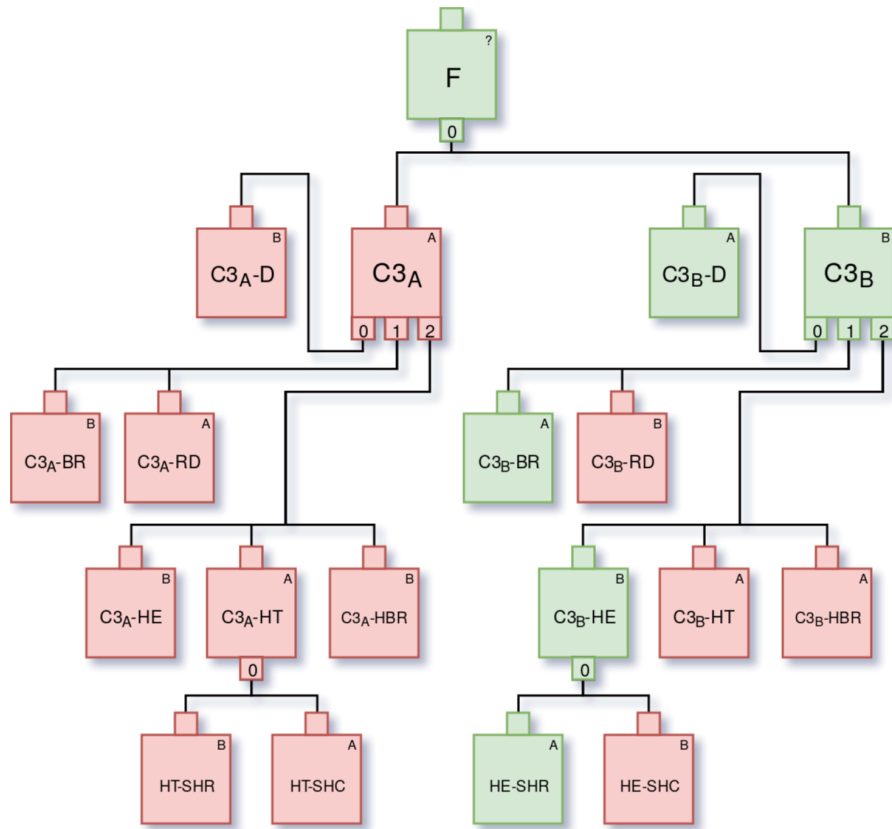 ?
F
0
B
C3A-D
A
C3A
0 1 2
A
C3B-D
B
C3B
0 1 2
B
C3A-BR
A
C3A-RD
A
C3B-BR
B
C3B-RD
B
C3A-HE
A
C3A-HT
0
B
C3A-HBR
B
C3B-HE
0
A
C3B-HT
A
C3B-HBR
B
HT-SHR
A
HT-SHC
A
HE-SHR
B
HE-SHC